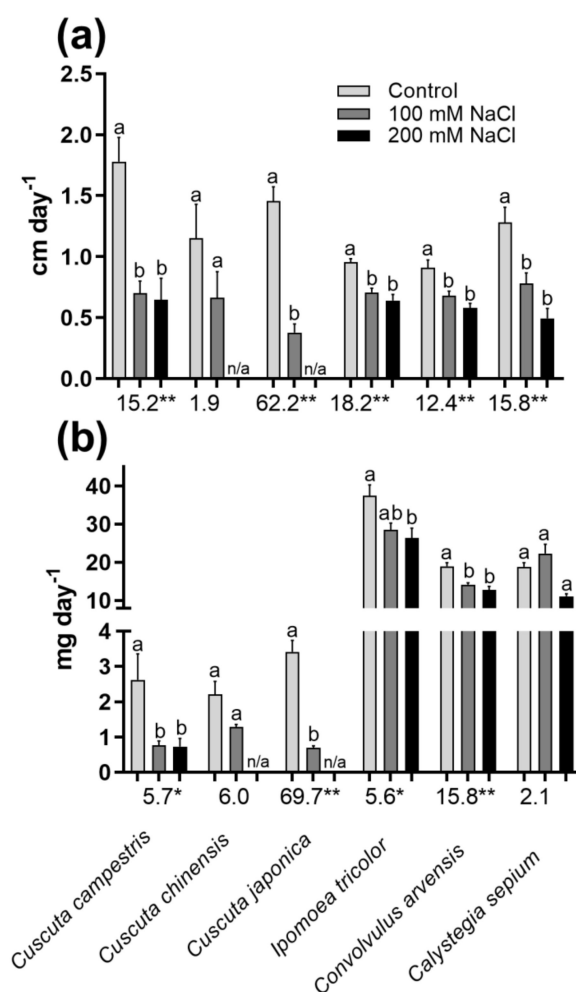 (a)
2.5
2.0
1.5
1.0
0.5
0.0
cm day-1
Control
100 mM NaCl
200 mM NaCl
a b b
a a n/a
a b n/a
a b b
a b b
a b b
15.2** 1.9 62.2** 18.2** 12.4** 15.8**
(b)
40
30
20
10
4
3
2
1
0
mg day-1
a b b
a a n/a
a b n/a
a ab b
a b b
a a a
5.7* 6.0 69.7** 5.6* 15.8** 2.1
Cuscuta campestris
Cuscuta chinensis
Cuscuta japonica
Ipomoea tricolor
Convolvulus arvensis
Calystegia sepium